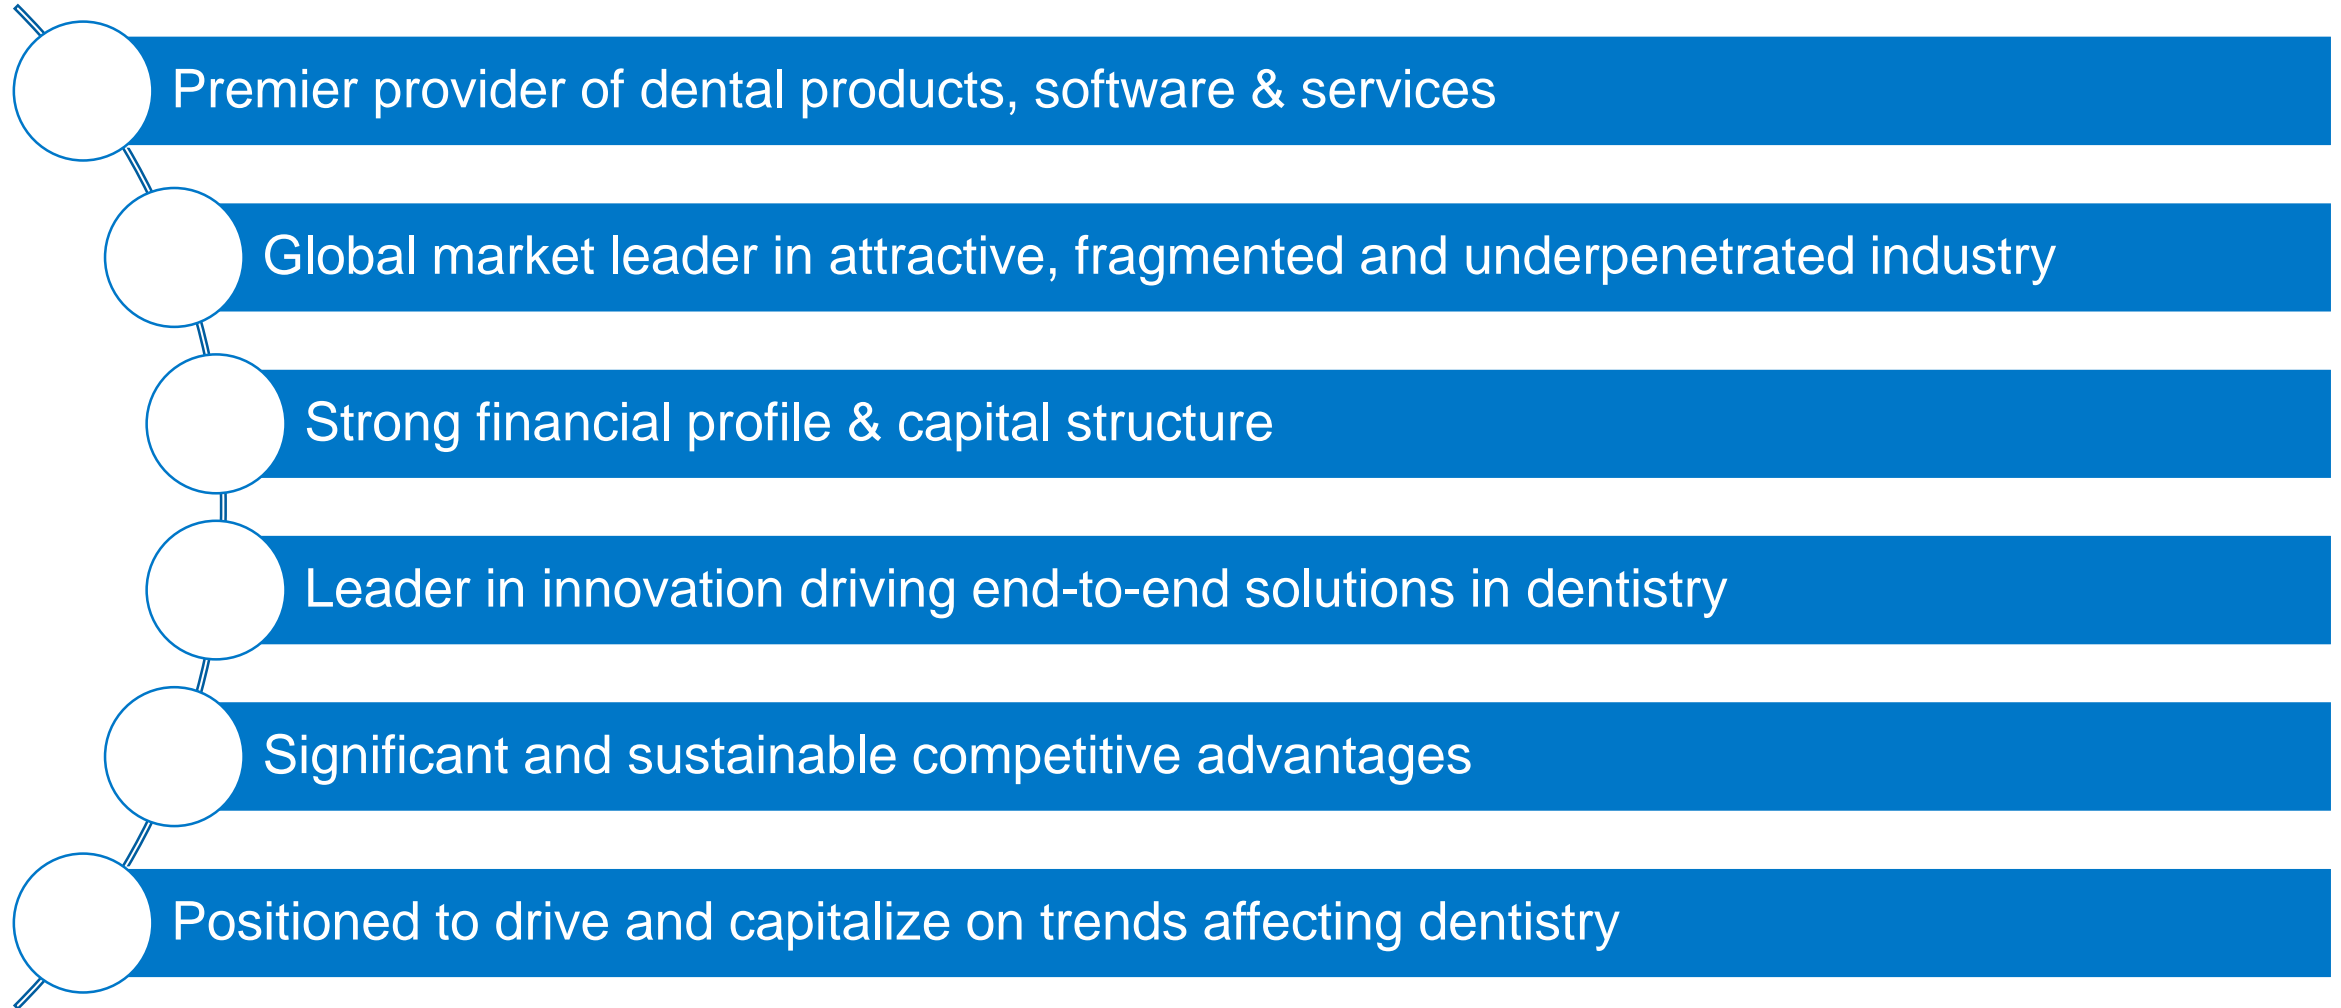 Premier provider of dental products, software & services
Global market leader in attractive, fragmented and underpenetrated industry
Strong financial profile & capital structure
Leader in innovation driving end-to-end solutions in dentistry
Significant and sustainable competitive advantages
Positioned to drive and capitalize on trends affecting dentistry